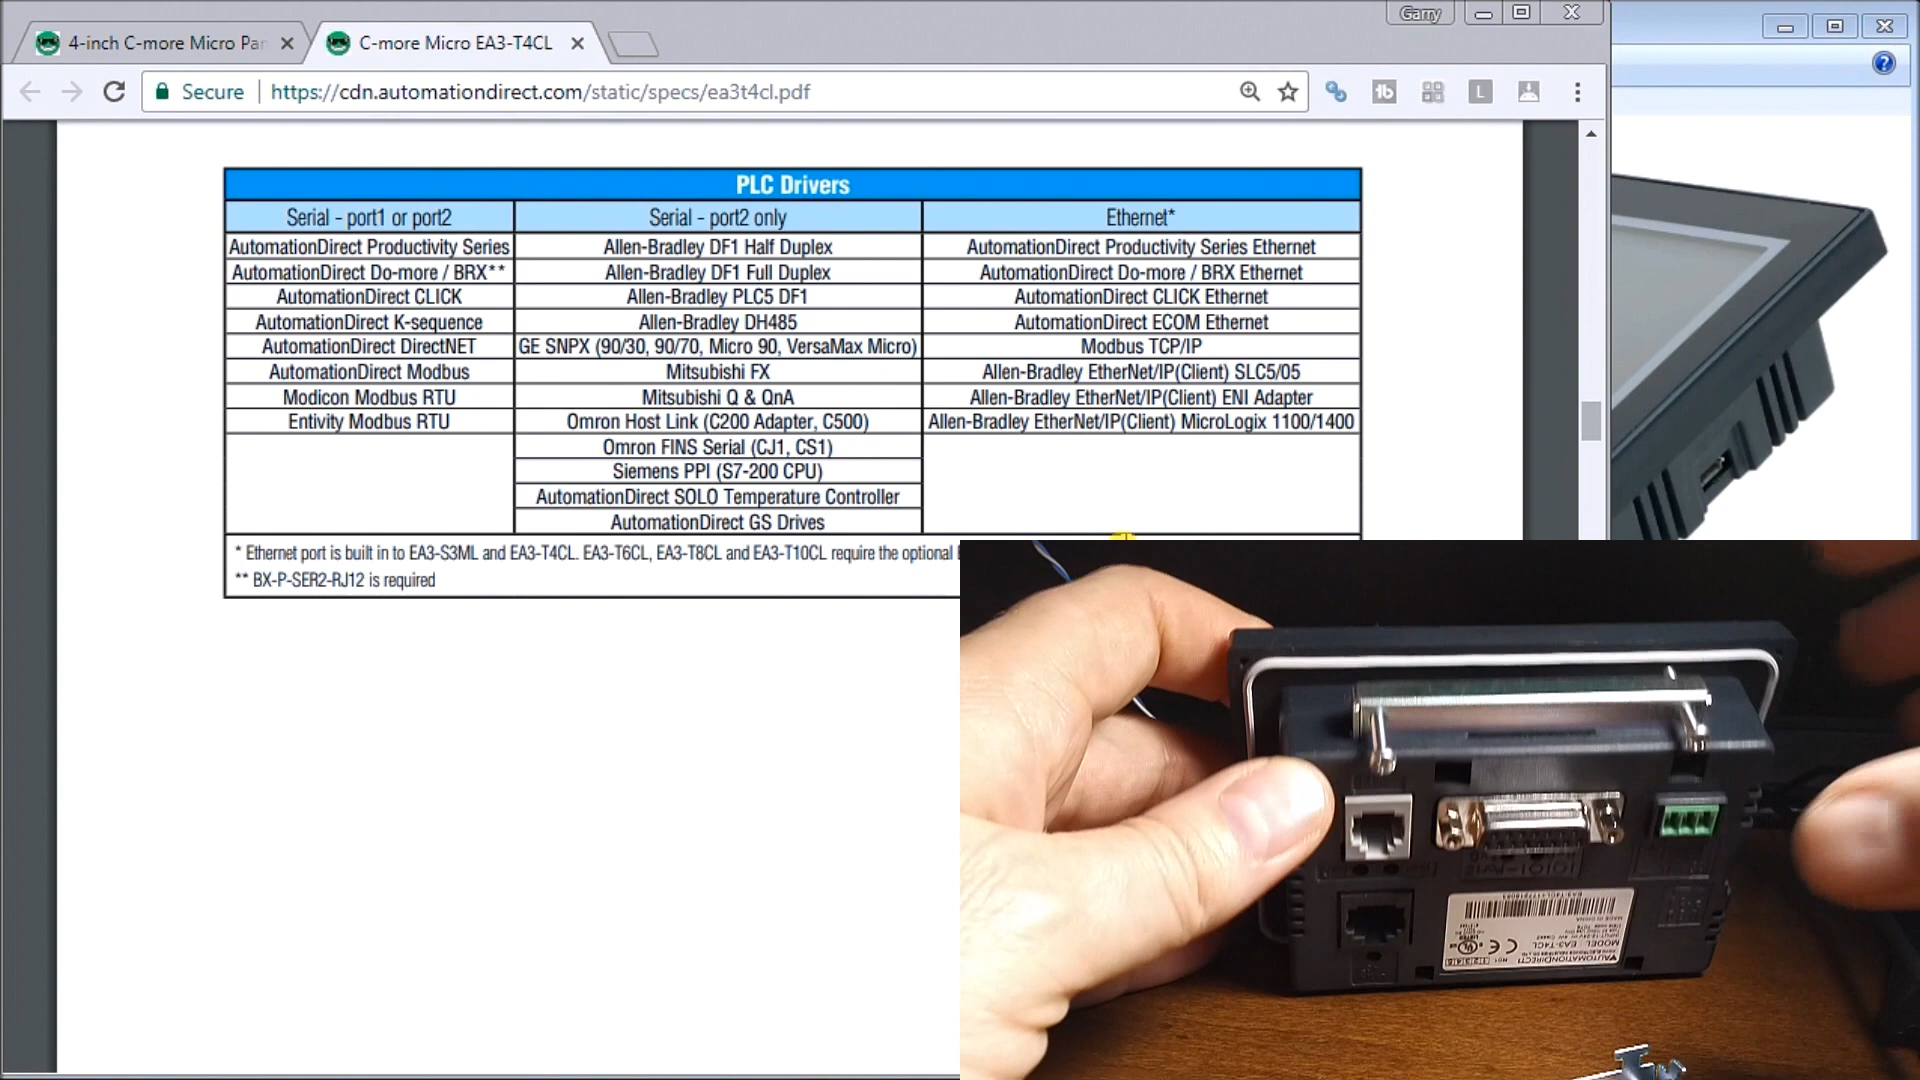 Garry
4-inch C-more Micro Pan
C-more Micro EA3-T4CL
Secure
https://cdn.automationdirect.com/static/specs/ea3t4cl.pdf
PLC Drivers
Serial - port1 or port2 Serial - port2 only Ethernet*
AutomationDirect Productivity Series Allen-Bradley DF1 Half Duplex AutomationDirect Productivity Series Ethernet
AutomationDirect Do-more / BRX** Allen-Bradley DF1 Full Duplex AutomationDirect Do-more / BRX Ethernet
AutomationDirect CLICK Allen-Bradley PLC5 DF1 AutomationDirect CLICK Ethernet
AutomationDirect K-sequence Allen-Bradley DH485 AutomationDirect ECOM Ethernet
AutomationDirect DirectNET GE SNPX (90/30, 90/70, Micro 90, VersaMax Micro) Modbus TCP/IP
AutomationDirect Modbus Mitsubishi FX Allen-Bradley EtherNet/IP(Client) SLC5/05
Modicon Modbus RTU Mitsubishi Q & QnA Allen-Bradley EtherNet/IP(Client) ENI Adapter
Entivity Modbus RTU Omron Host Link (C200 Adapter, C500) Allen-Bradley EtherNet/IP(Client) MicroLogix 1100/1400
Omron FINS Serial (CJ1, CS1)
Siemens PPI (S7-200 CPU)
AutomationDirect SOLO Temperature Controller
AutomationDirect GS Drives
* Ethernet port is built in to EA3-S3ML and EA3-T4CL. EA3-T6CL, EA3-T8CL and EA3-T10CL require the optional
** BX-P-SER2-RJ12 is required
MODEL EA3-T4CL
AUTOMATIONDIRECT